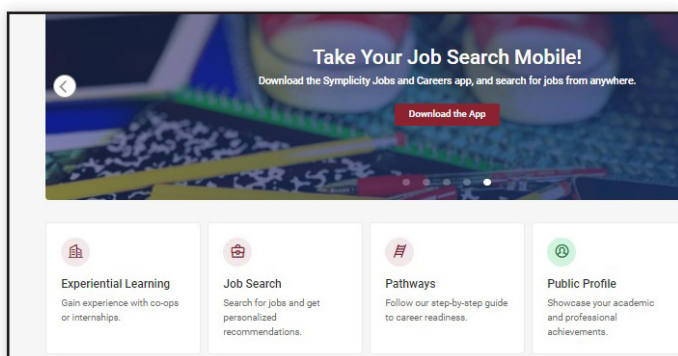 Take Your Job Search Mobile!
Download the Symplicity Jobs and Careers app, and search for jobs from anywhere.
Download the App
Experiential Learning
Gain experience with co-ops
or internships.
Job Search
Search for jobs and get
personalized
recommendations.
Pathways
Follow our step-by-step guide
to career readiness.
Public Profile
Showcase your academic
and professional
achievements.